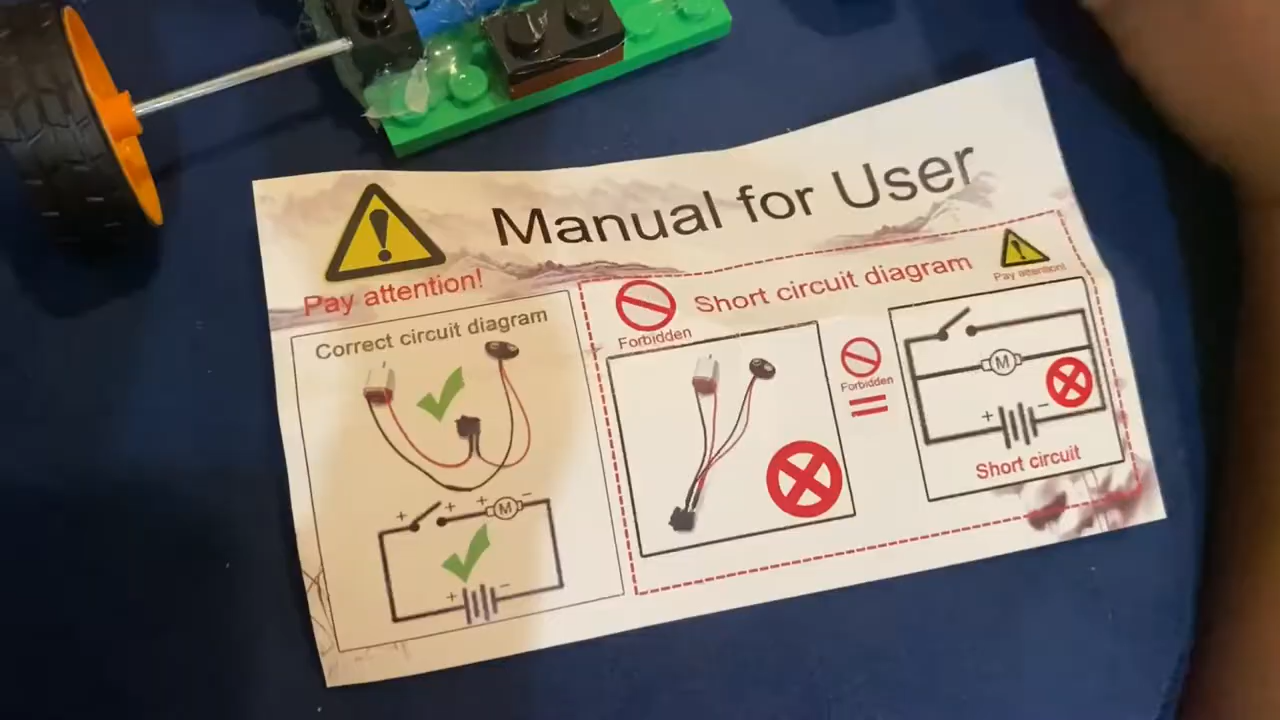 Manual for User
Pay attention!
Correct circuit diagram
+ + + M -
+ -
Forbidden
Short circuit diagram
Pay attention!
Forbidden
M
+ -
Short circuit